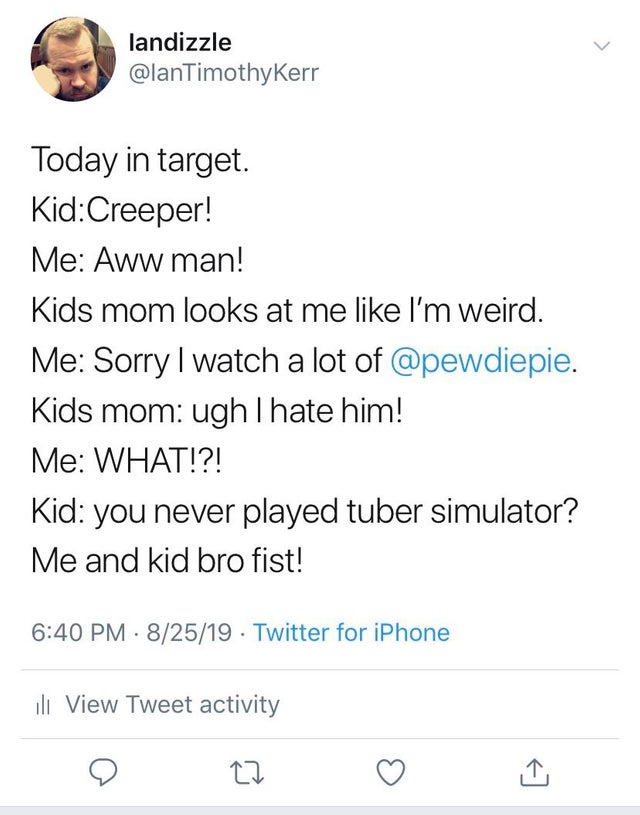 Iandizzle
@IanTimothyKerr
Today in target.
Kid:Creeper!
Me: Aww man!
Kids mom looks at me like I'm weird.
Me: Sorry I watch a lot of @pewdiepie.
Kids mom: ugh I hate him!
Me: WHAT!?!
Kid: you never played tuber simulator?
Me and kid bro fist!
6:40 PM · 8/25/19 · Twitter for iPhone
View Tweet activity